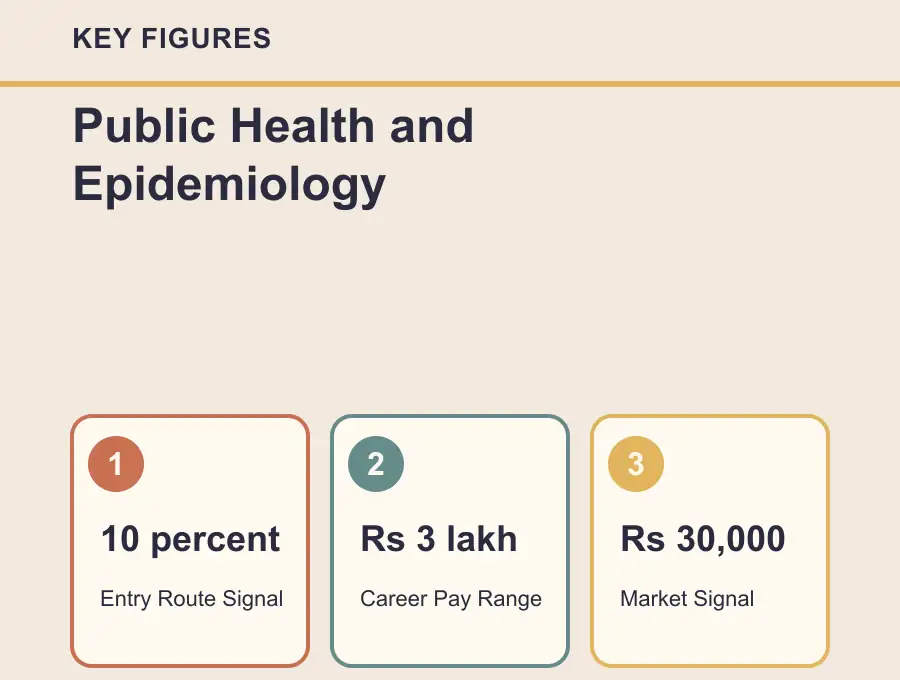 KEY FIGURES
Public Health and
Epidemiology
1
10 percent
Entry Route Signal
2
Rs 3 lakh
Career Pay Range
3
Rs 30,000
Market Signal